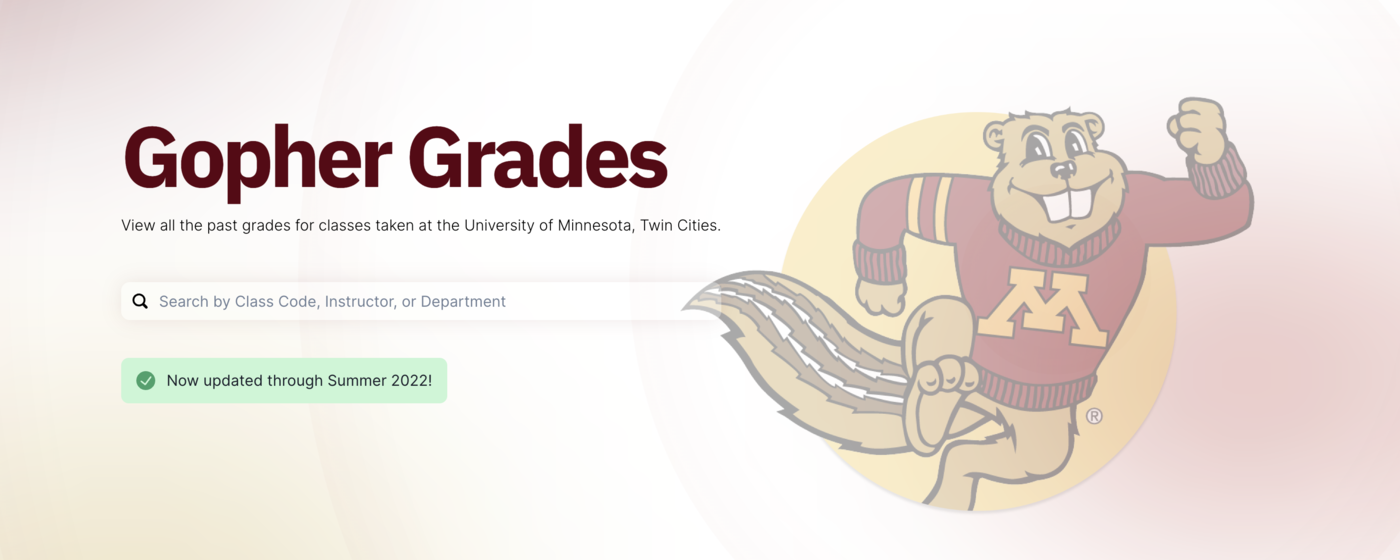 Gopher Grades
View all the past grades for classes taken at the University of Minnesota, Twin Cities.
Search by Class Code, Instructor, or Department
Now updated through Summer 2022!
M
®